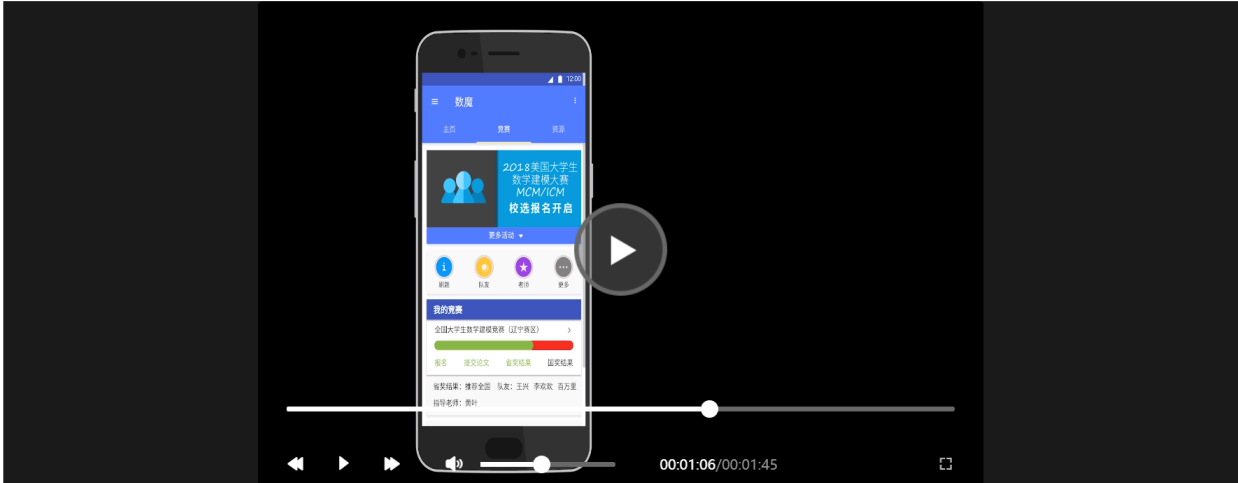 12:00
数魔
主页 竞赛 资源
2018美国大学生
数学建模大赛
MCM/ICM
校选报名开启
更多活动
刷题 队友 老师 更多
我的竞赛
全国大学生数学建模竞赛（辽宁赛区）
报名 提交论文 省奖结果 国奖结果
省奖结果：推荐全国 队友：王兴 李欢欢 百万里
指导老师：黄叶
00:01:06/00:01:45